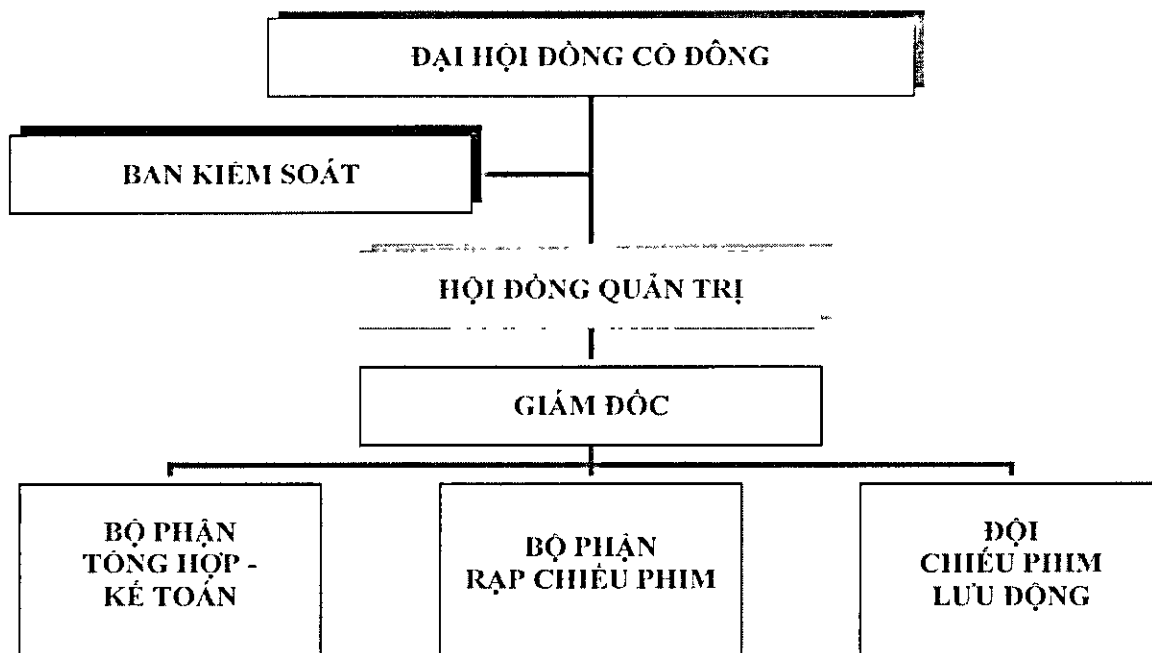 ĐẠI HỘI ĐỒNG CỔ ĐÔNG
BAN KIỂM SOÁT
HỘI ĐỒNG QUẢN TRỊ
GIÁM ĐỐC
BỘ PHẬN
TỔNG HỢP -
KẾ TOÁN
BỘ PHẬN
RẠP CHIẾU PHIM
ĐỘI
CHIẾU PHIM
LƯU ĐỘNG